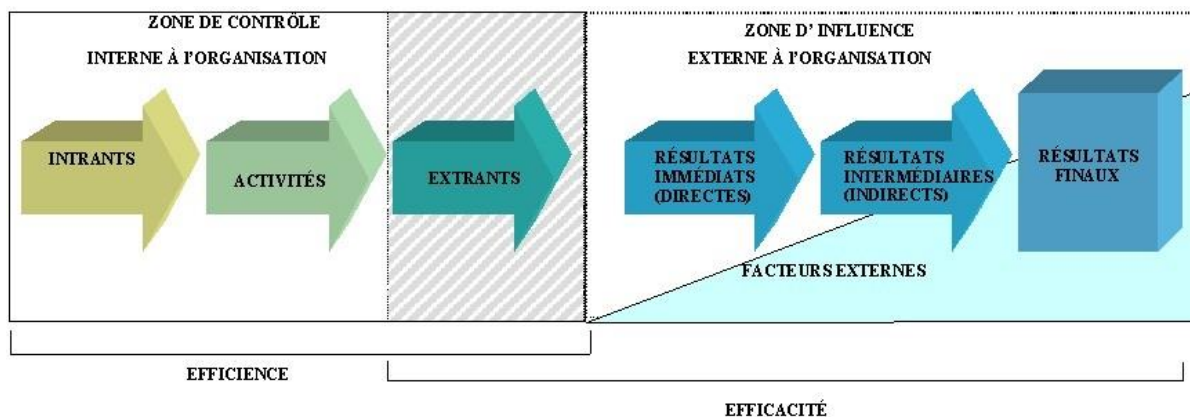 ZONE DE CONTRÔLE
INTERNE À l'ORGANISATION
ZONE D' INFLUENCE
EXTERNE À l'ORGANISATION
INTRANTS
ACTIVITÉS
EXTRANTS
RÉSULTATS
IMMÉDIATS
(DIRECTES)
RÉSULTATS
INTERMÉDIAIRES
(INDIRECTS)
RÉSULTATS
FINAUX
FACTEURS EXTERNES
EFFICIENCE
EFFICACITÉ